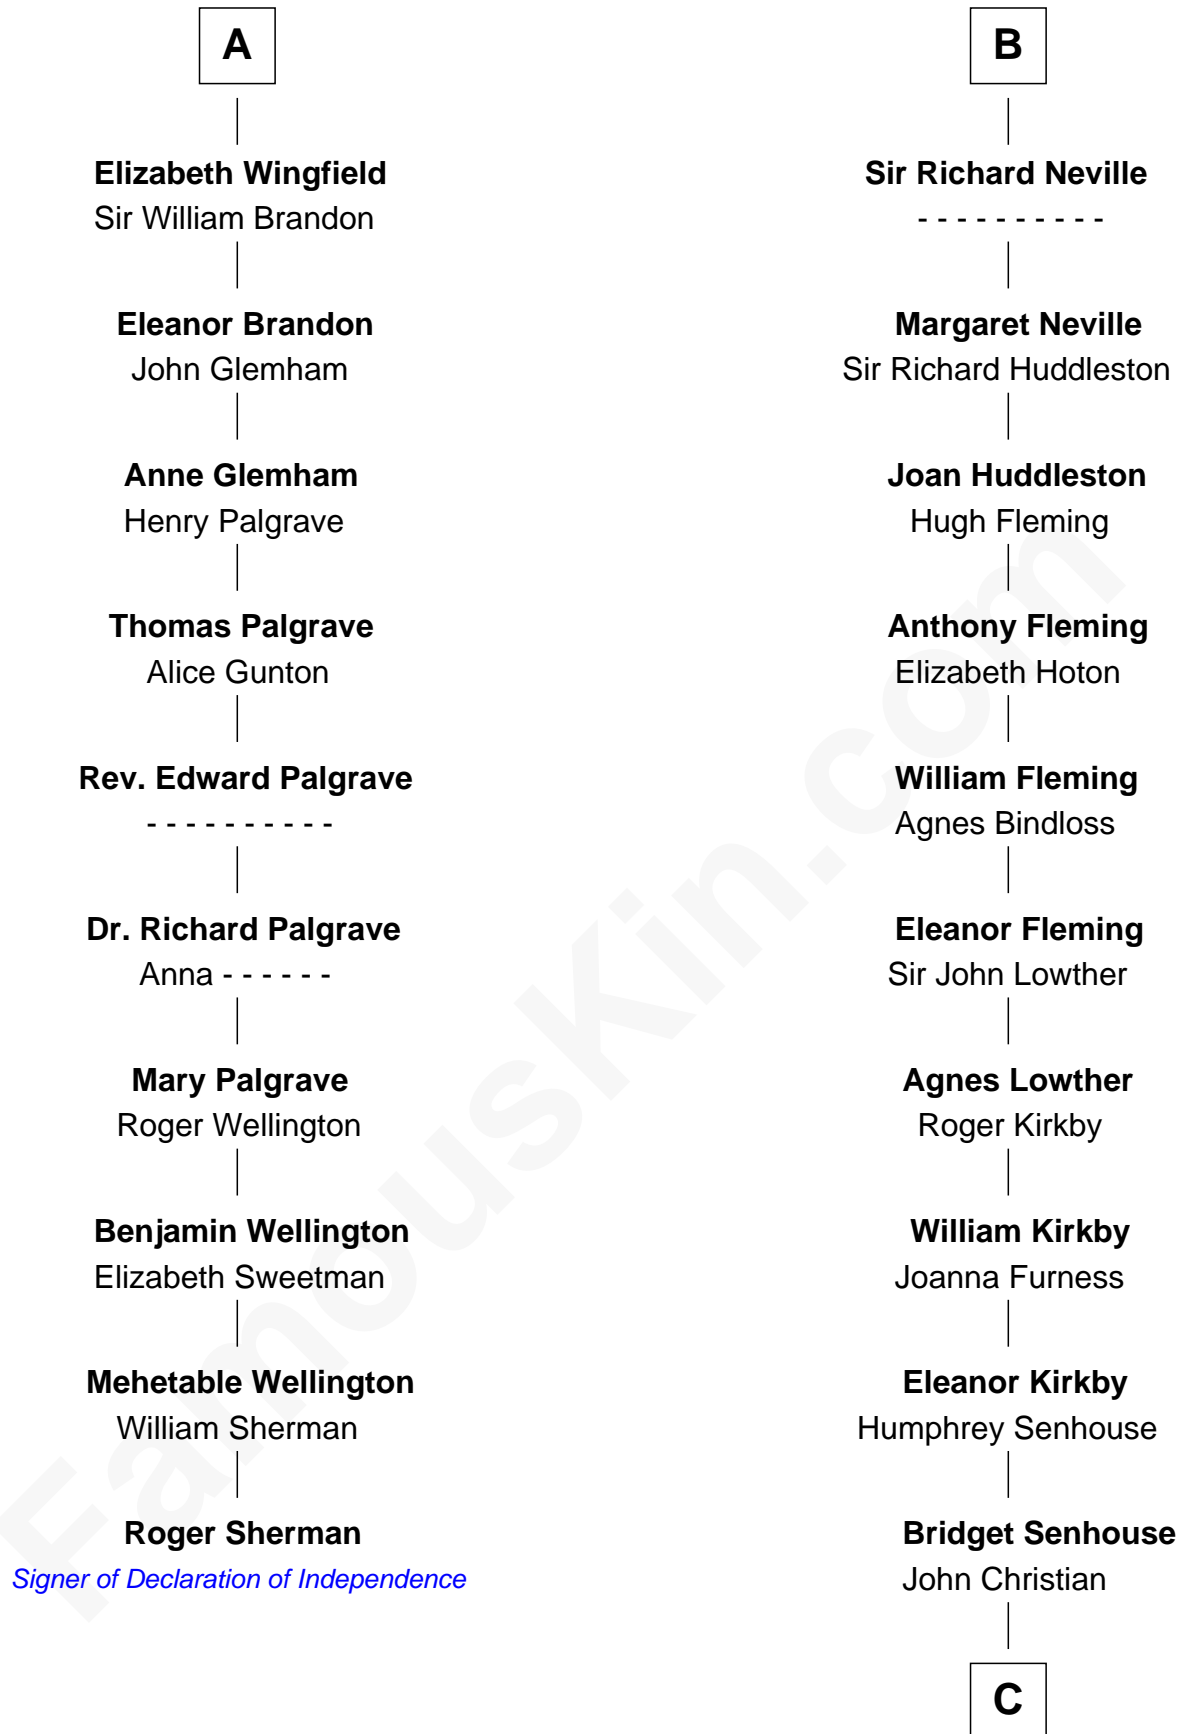 A
Elizabeth Wingfield
Sir William Brandon
Eleanor Brandon
John Glemham
Anne Glemham
Henry Palgrave
Thomas Palgrave
Alice Gunton
Rev. Edward Palgrave
- - - - - - - - - -
Dr. Richard Palgrave
Anna - - - - - -
Mary Palgrave
Roger Wellington
Benjamin Wellington
Elizabeth Sweetman
Mehetable Wellington
William Sherman
Roger Sherman
Signer of Declaration of Independence
B
Sir Richard Neville
- - - - - - - - - -
Margaret Neville
Sir Richard Huddleston
Joan Huddleston
Hugh Fleming
Anthony Fleming
Elizabeth Hoton
William Fleming
Agnes Bindloss
Eleanor Fleming
Sir John Lowther
Agnes Lowther
Roger Kirkby
William Kirkby
Joanna Furness
Eleanor Kirkby
Humphrey Senhouse
Bridget Senhouse
John Christian
C
FamousKin.com